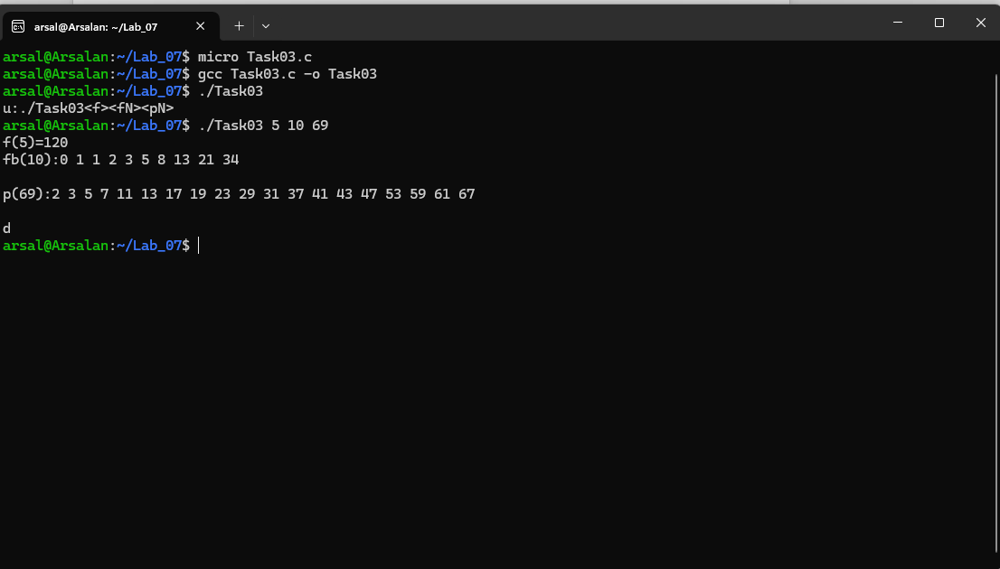 arsal@Arsalan: ~/Lab_07
arsal@Arsalan:~/Lab_07$ micro Task03.c
arsal@Arsalan:~/Lab_07$ gcc Task03.c -o Task03
arsal@Arsalan:~/Lab_07$ ./Task03
u:./Task03<f><fN><pN>
arsal@Arsalan:~/Lab_07$ ./Task03 5 10 69
f(5)=120
fb(10):0 1 1 2 3 5 8 13 21 34
p(69):2 3 5 7 11 13 17 19 23 29 31 37 41 43 47 53 59 61 67
d
arsal@Arsalan:~/Lab_07$